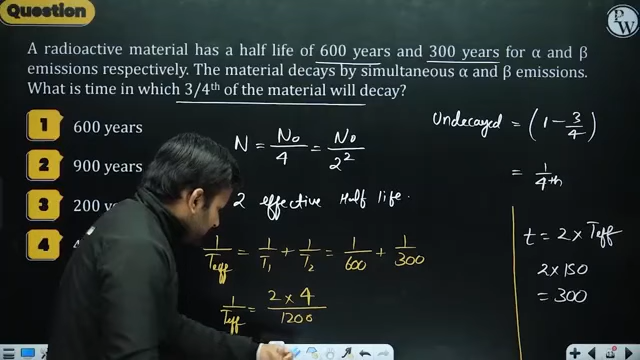 Question
PW
A radioactive material has a half life of 600 years and 300 years for α and β
emissions respectively. The material decays by simultaneous α and β emissions.
What is time in which 3/4th of the material will decay?
1 600 years
2 900 years
3 200
4
N = N₀/4 = N₀/2²
2 effective Half life.
1/Teff = 1/T₁ + 1/T₂ = 1/600 + 1/300
1/Teff = 2 × 4/1200
Undecayed = (1 - 3/4)
= 1/4th
t = 2 × Teff
2 × 150
= 300